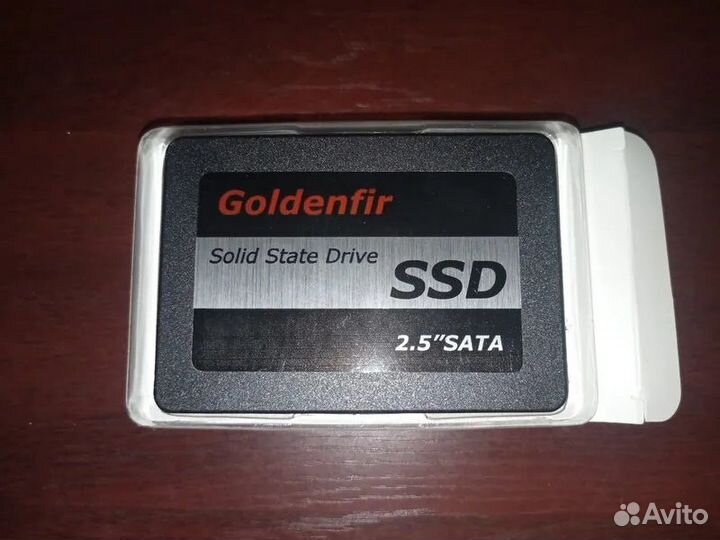 Goldenfir
Solid State Drive
SSD
2.5”SATA
Avito